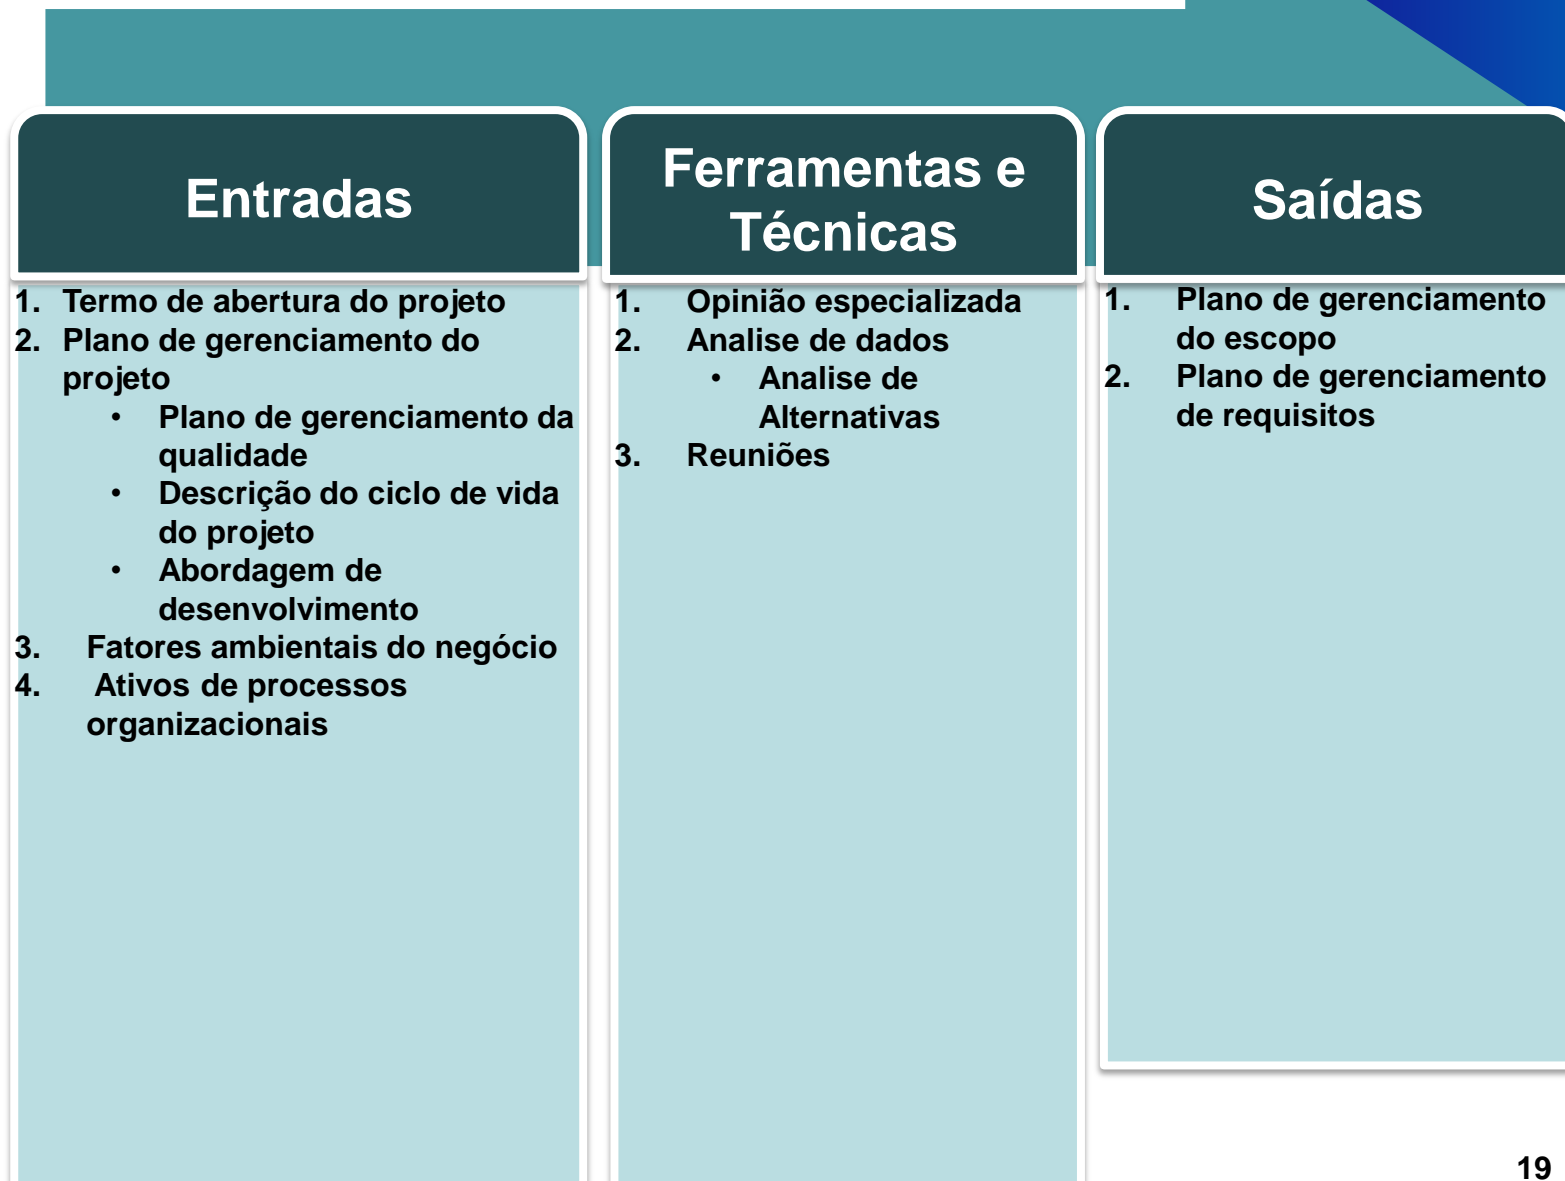 Entradas
1. Termo de abertura do projeto
2. Plano de gerenciamento do
projeto
• Plano de gerenciamento da
qualidade
• Descrição do ciclo de vida
do projeto
• Abordagem de
desenvolvimento
3. Fatores ambientais do negócio
4. Ativos de processos
organizacionais
Ferramentas e
Técnicas
1. Opinião especializada
2. Analise de dados
• Analise de
Alternativas
3. Reuniões
Saídas
1. Plano de gerenciamento
do escopo
2. Plano de gerenciamento
de requisitos
19